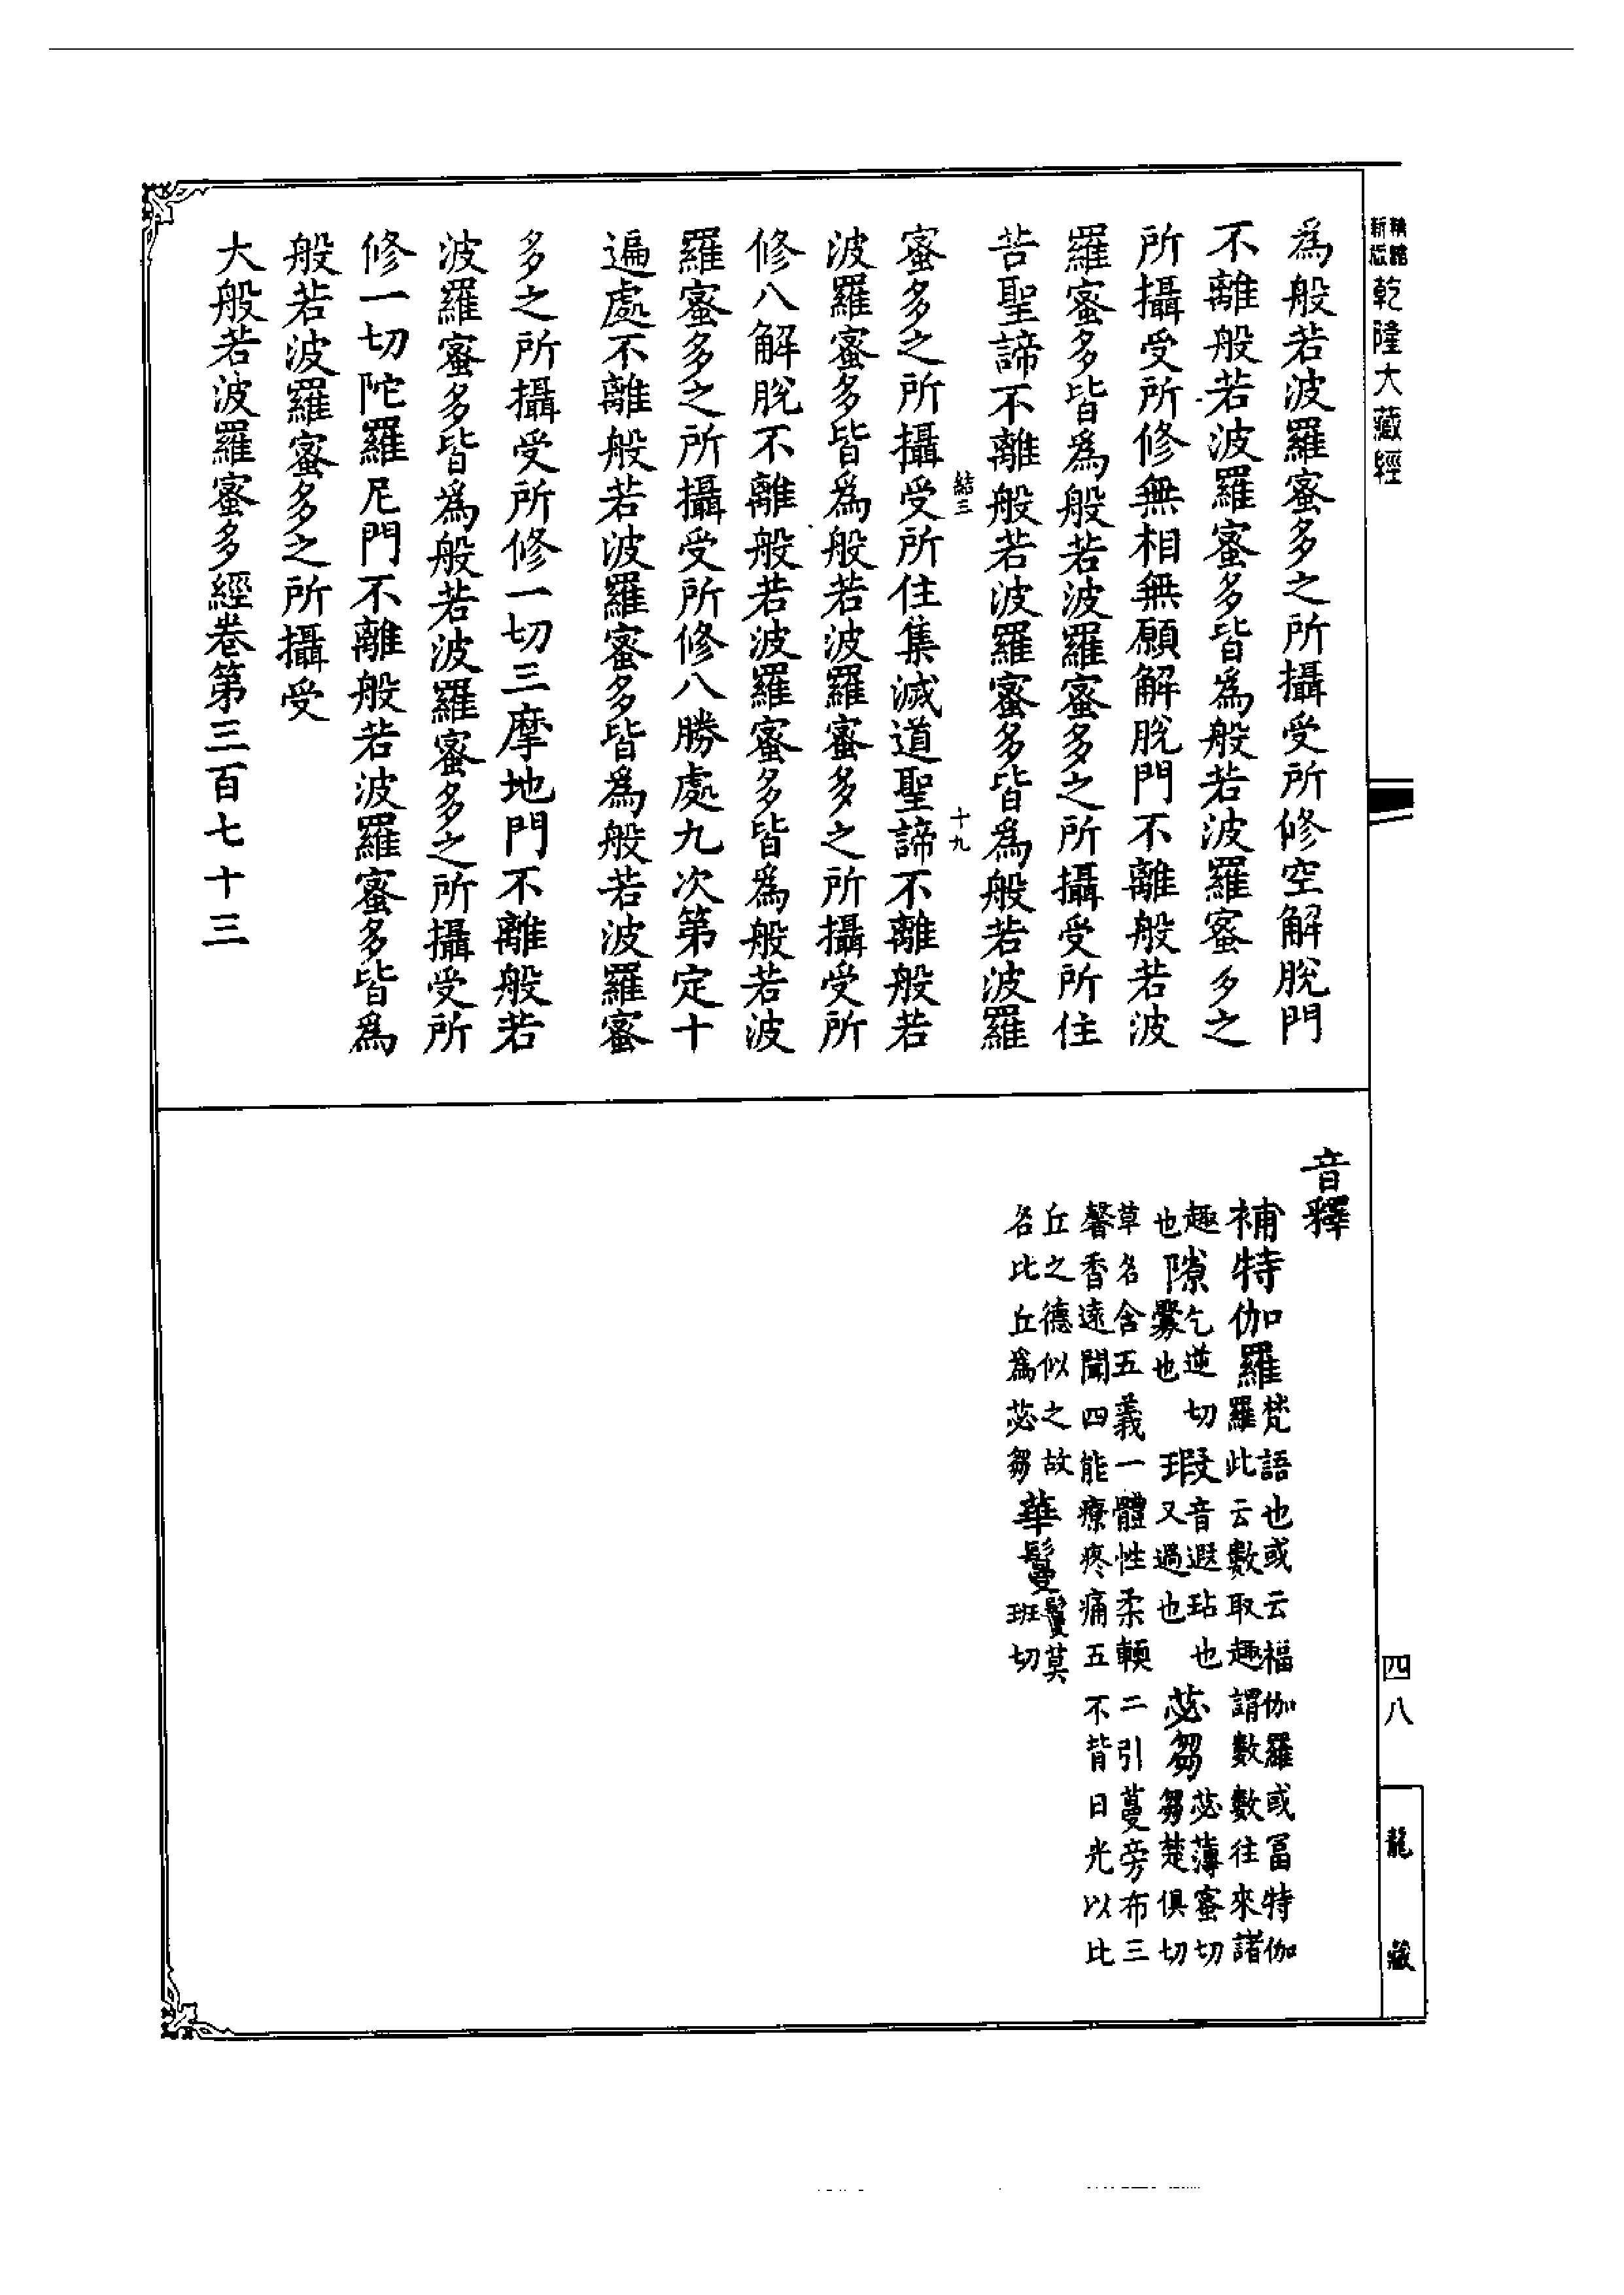 精縮新版乾隆大藏經
為般若波羅蜜多之所攝受所修空解脫門
不離般若波羅蜜多皆為般若波羅蜜多之
所攝受所修無相無願解脫門不離般若波
羅蜜多皆為般若波羅蜜多之所攝受所住
苦聖諦不離般若波羅蜜多皆為般若波羅
結三 十九
蜜多之所攝受所住集滅道聖諦不離般若
波羅蜜多皆為般若波羅蜜多之所攝受所
修八解脫不離般若波羅蜜多皆為般若波
羅蜜多之所攝受所修八勝處九次第定十
遍處不離般若波羅蜜多皆為般若波羅蜜
多之所攝受所修一切三摩地門不離般若
波羅蜜多皆為般若波羅蜜多之所攝受所
修一切陀羅尼門不離般若波羅蜜多皆為
般若波羅蜜多之所攝受
大般若波羅蜜多經卷第三百七十三
音釋
補特伽羅 梵語也或云福伽羅或富特伽
羅此云數取趣謂數數往來諸
趣也 隙 乞逆切釁也 瑕 音遐玷也又過也 苾芻 苾薄蜜切芻楚俱切
草名含五義一體性柔輭二引蔓旁布三
馨香遠聞四能療疼痛五不背日光以比
丘之德似之故
名比丘為苾芻 華鬘 鬘莫班切
四八
龍藏